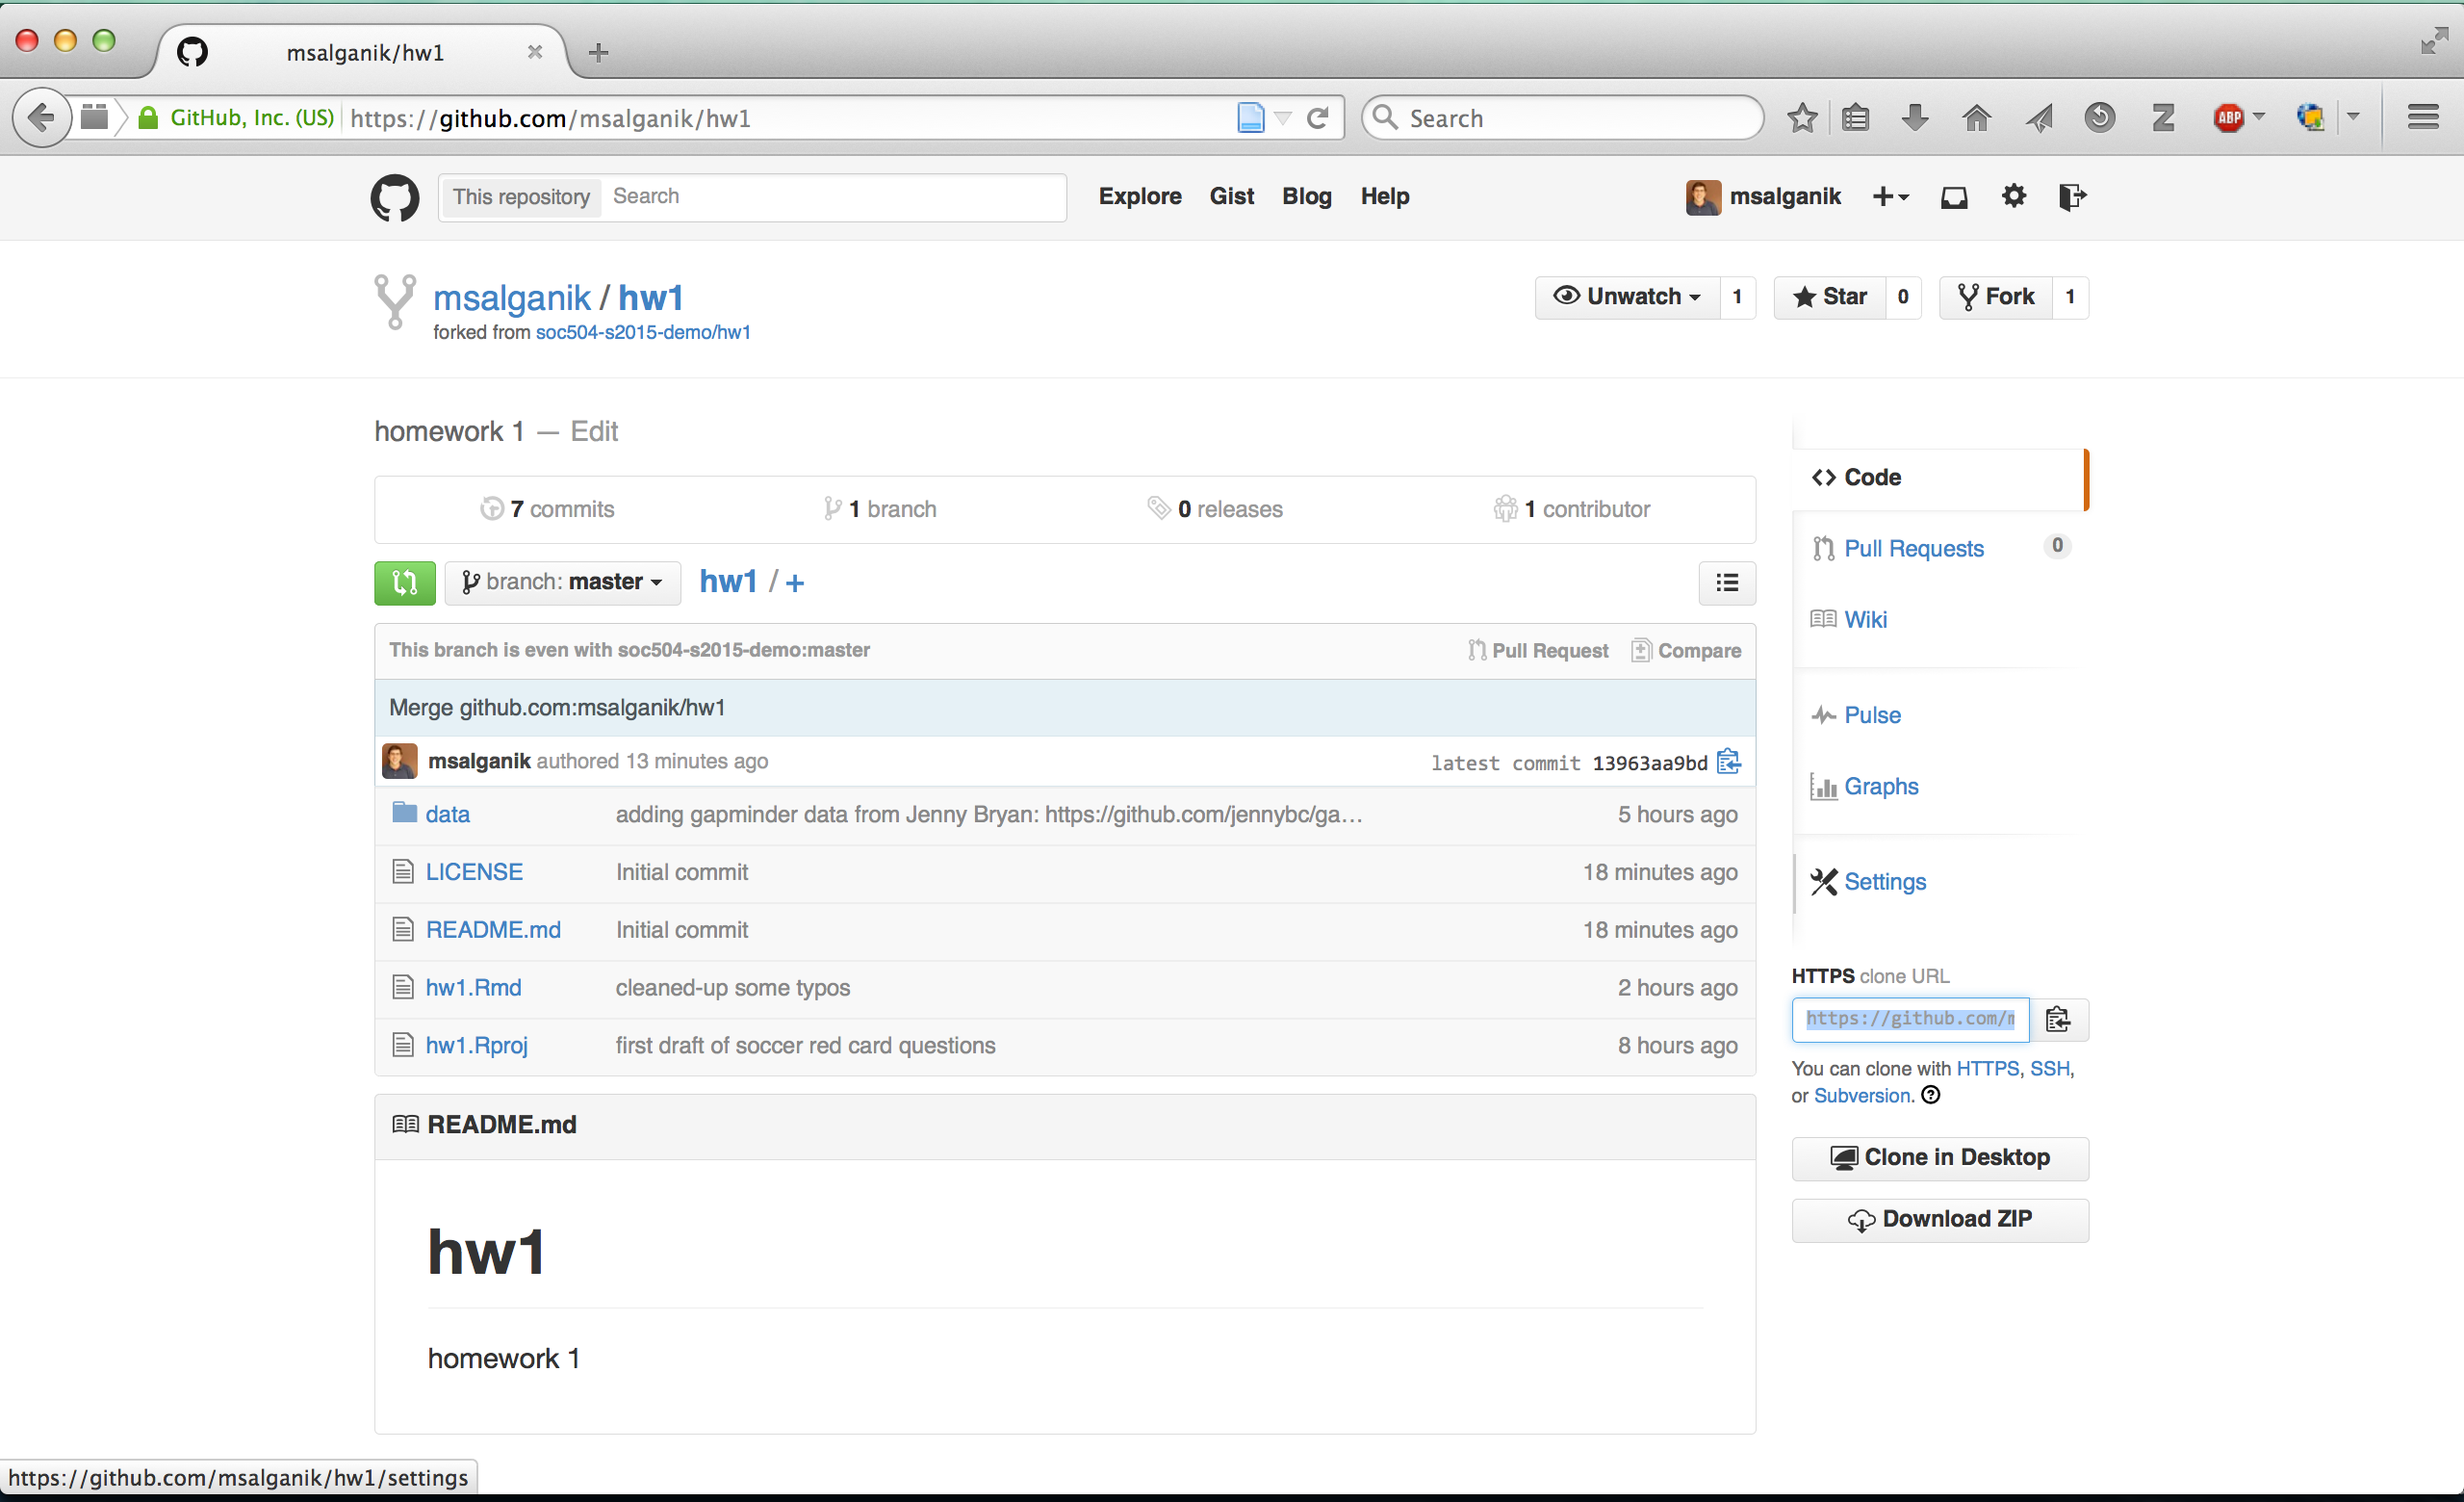 msalganik/hw1
GitHub, Inc. (US) https://github.com/msalganik/hw1
Search
ABP
This repository Search Explore Gist Blog Help msalganik
msalganik / hw1 Unwatch 1 Star 0 Fork 1
forked from soc504-s2015-demo/hw1
homework 1 — Edit
7 commits 1 branch 0 releases 1 contributor
branch: master hw1 / +
This branch is even with soc504-s2015-demo:master Pull Request Compare
Merge github.com:msalganik/hw1
msalganik authored 13 minutes ago latest commit 13963aa9bd
data adding gapminder data from Jenny Bryan: https://github.com/jennybc/ga… 5 hours ago
LICENSE Initial commit 18 minutes ago
README.md Initial commit 18 minutes ago
hw1.Rmd cleaned-up some typos 2 hours ago
hw1.Rproj first draft of soccer red card questions 8 hours ago
README.md
hw1
homework 1
Code
Pull Requests 0
Wiki
Pulse
Graphs
Settings
HTTPS clone URL
https://github.com/m
You can clone with HTTPS, SSH,
or Subversion.
Clone in Desktop
Download ZIP
https://github.com/msalganik/hw1/settings